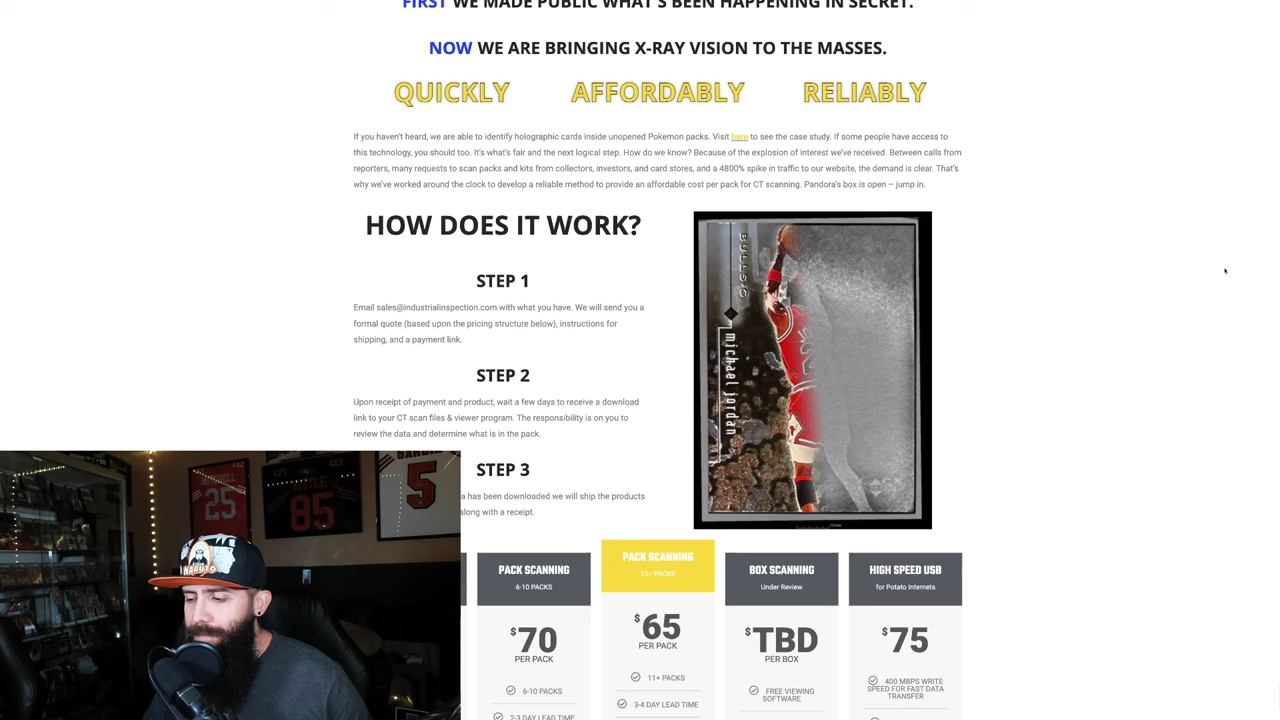 FIRST WE MADE PUBLIC WHAT'S BEEN HAPPENING IN SECRET.
NOW WE ARE BRINGING X-RAY VISION TO THE MASSES.
QUICKLY AFFORDABLY RELIABLY
If you haven't heard, we are able to identify holographic cards inside unopened Pokemon packs. Visit here to see the case study. If some people have access to
this technology, you should too. It's what's fair and the next logical step. How do we know? Because of the explosion of interest we've received. Between calls from
reporters, many requests to scan packs and kits from collectors, investors, and card stores, and a 4800% spike in traffic to our website, the demand is clear. That's
why we've worked around the clock to develop a reliable method to provide an affordable cost per pack for CT scanning. Pandora's box is open – jump in.
HOW DOES IT WORK?
STEP 1
Email sales@industrialinspection.com with what you have. We will send you a
formal quote (based upon the pricing structure below), instructions for
shipping, and a payment link.
STEP 2
Upon receipt of payment and product, wait a few days to receive a download
link to your CT scan files & viewer program. The responsibility is on you to
review the data and determine what is in the pack.
STEP 3
a has been downloaded we will ship the products
along with a receipt.
BULLS
michael jordan
PACK SCANNING
6-10 PACKS
$70
PER PACK
6-10 PACKS
2-3 DAY LEAD TIME
PACK SCANNING
11+ PACKS
$65
PER PACK
11+ PACKS
3-4 DAY LEAD TIME
BOX SCANNING
Under Review
$TBD
PER BOX
FREE VIEWING
SOFTWARE
HIGH SPEED USB
for Potato Internets
$75
400 MBPS WRITE
SPEED FOR FAST DATA
TRANSFER
25
KITTLE
85
GARCIA
5
NARUTO